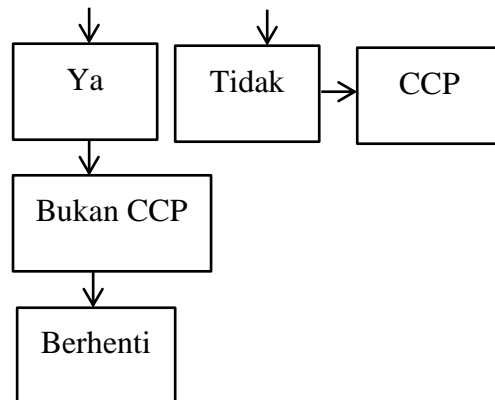 Ya
Tidak
CCP
Bukan CCP
Berhenti